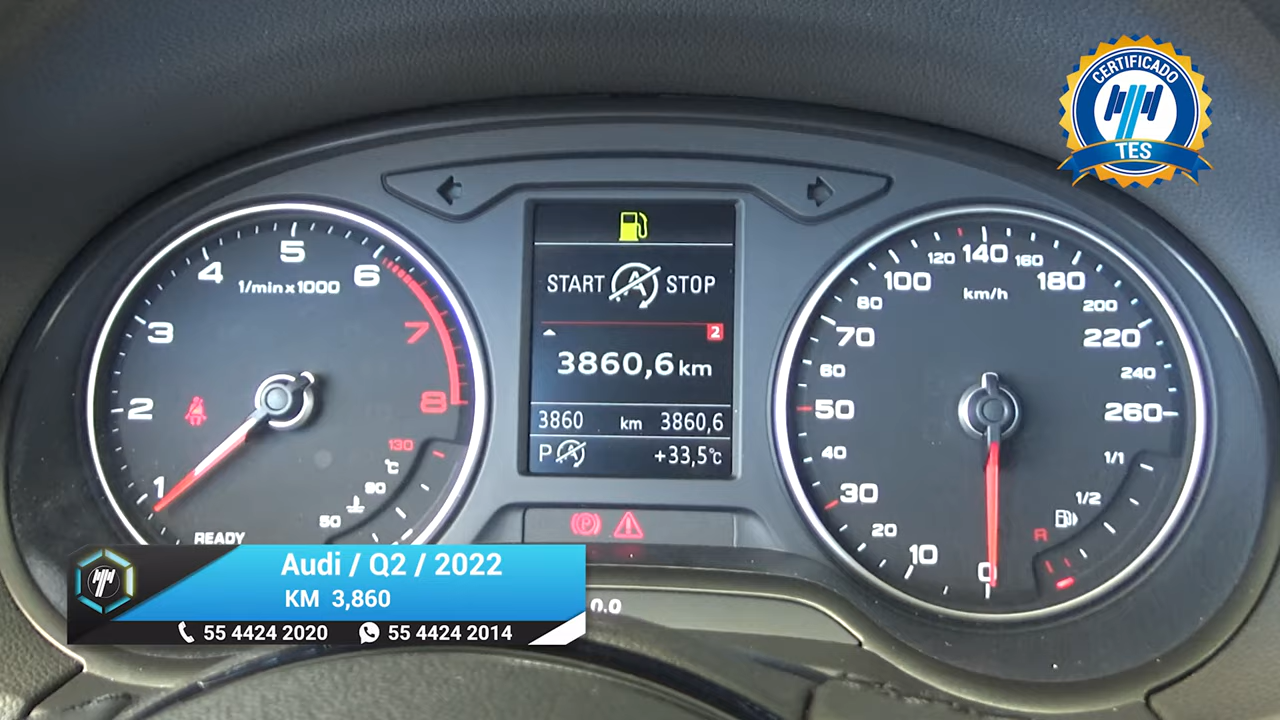 CERTIFICADO
TES
1
2
3
4
5
6
7
8
1/min x 1000
130
°C
90
50
READY
START A STOP
2
3860,6 km
3860 km 3860,6
P A +33,5°C
P
0
10
20
30
40
50
60
70
80
100
120
140
160
180
200
220
240
260
km/h
1/1
1/2
R
0.0
Audi / Q2 / 2022
KM 3,860
55 4424 2020 55 4424 2014